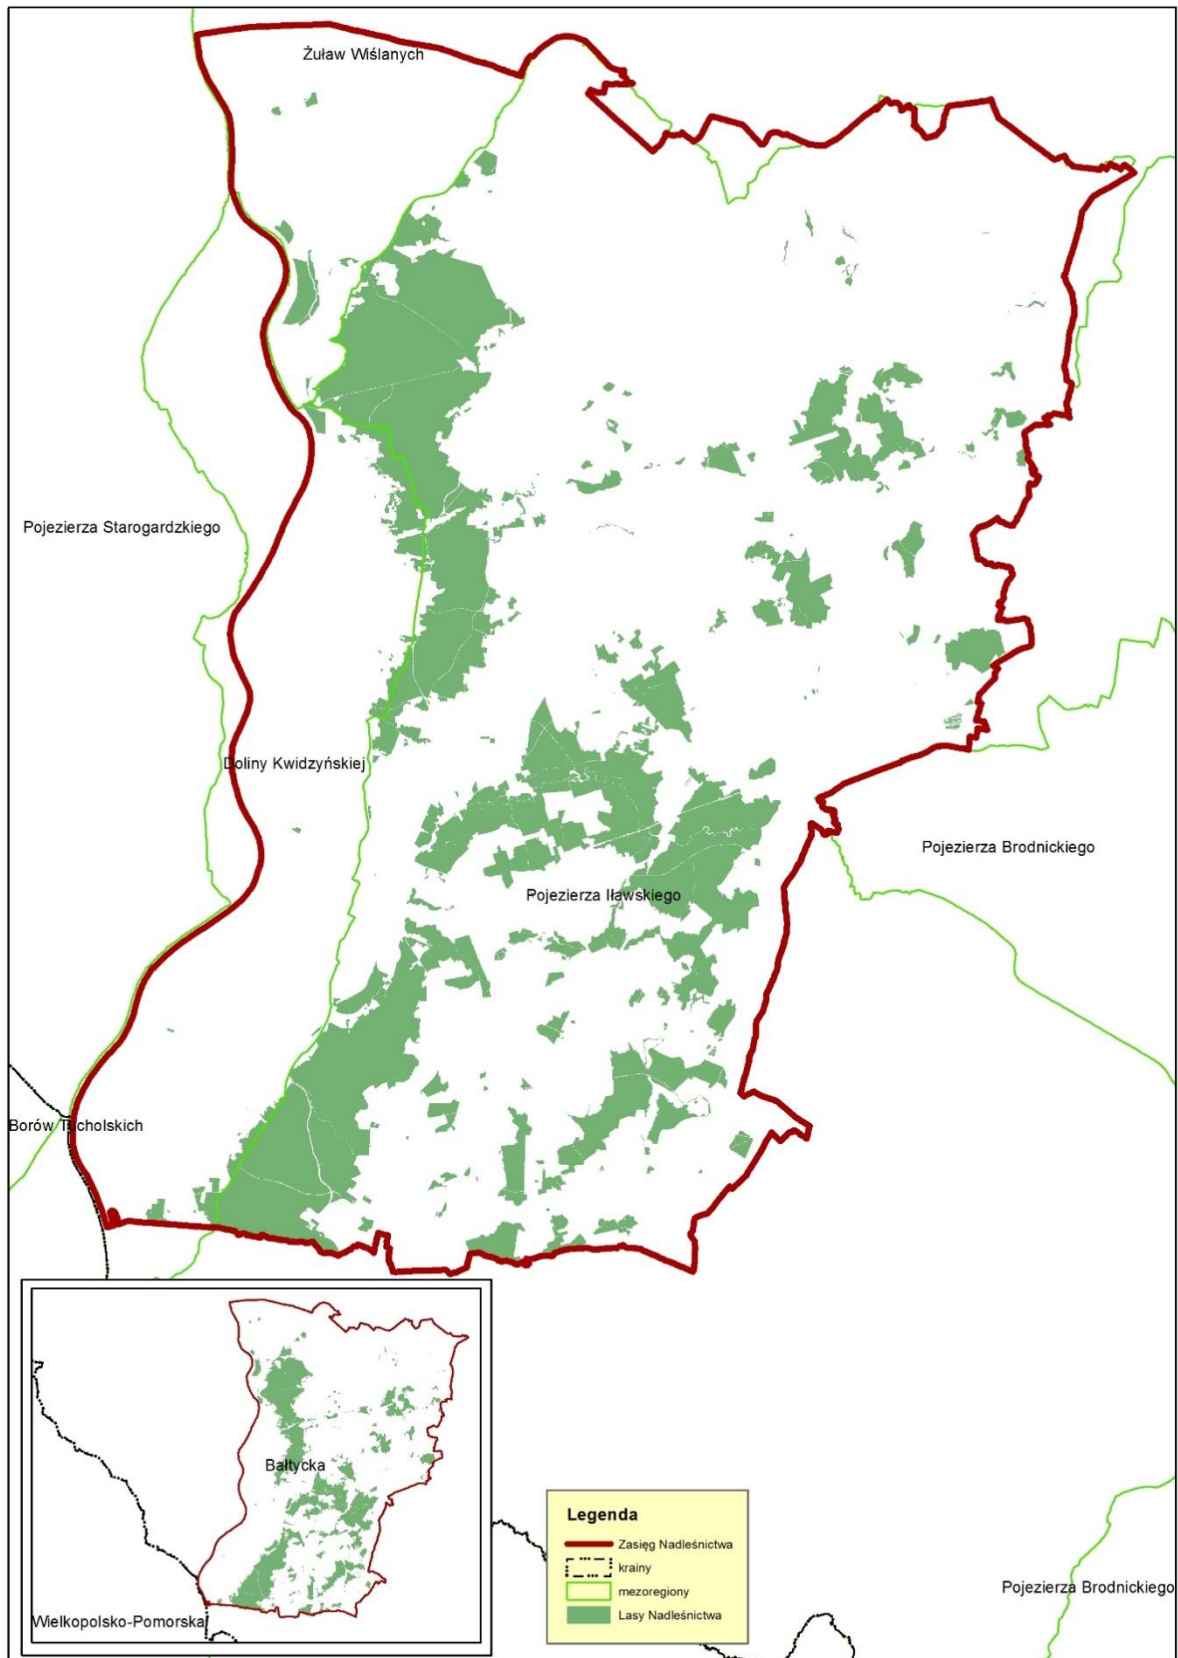 Żuław Wiślanych
Pojezierza Starogardzkiego
Doliny Kwidzyńskiej
Pojezierza Brodnickiego
Pojezierza Iławskiego
Borów Tucholskich
Bałtycka
Wielkopolsko-Pomorska
Legenda
Zasięg Nadleśnictwa
krainy
mezoregiony
Lasy Nadleśnictwa
Pojezierza Brodnickiego